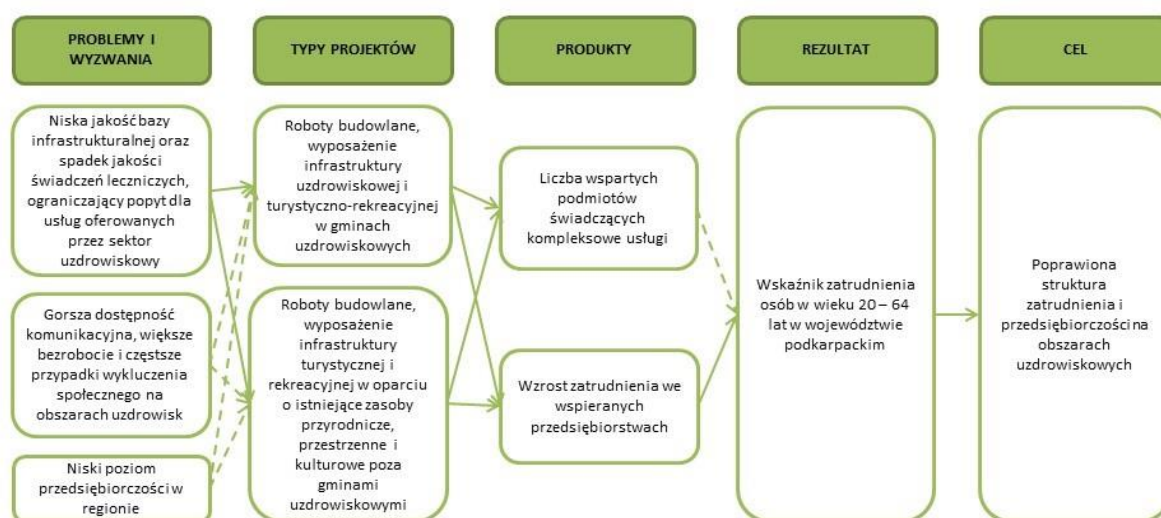 PROBLEMY I
WYZWANIA
TYPY PROJEKTÓW
PRODUKTY
REZULTAT
CEL
Niska jakość bazy
infrastrukturalnej oraz
spadek jakości
świadczeń leczniczych,
ograniczający popyt dla
usług oferowanych
przez sektor
uzdrowiskowy
Gorsza dostępność
komunikacyjna, większe
bezrobocie i częstsze
przypadki wykluczenia
społecznego na
obszarach uzdrowisk
Niski poziom
przedsiębiorczości w
regionie
Roboty budowlane,
wyposażenie
infrastruktury
uzdrowiskowej i
turystyczno-rekreacyjnej
w gminach
uzdrowiskowych
Roboty budowlane,
wyposażenie
infrastruktury
turystycznej i
rekreacyjnej w oparciu
o istniejące zasoby
przyrodnicze,
przestrzenne i
kulturowe poza
gminami
uzdrowiskowymi
Liczba wspartych
podmiotów
świadczących
kompleksowe usługi
Wzrost zatrudnienia we
wspieranych
przedsiębiorstwach
Wskaźnik zatrudnienia
osób w wieku 20 – 64
lat w województwie
podkarpackim
Poprawiona
struktura
zatrudnienia i
przedsiębiorczości na
obszarach
uzdrowiskowych